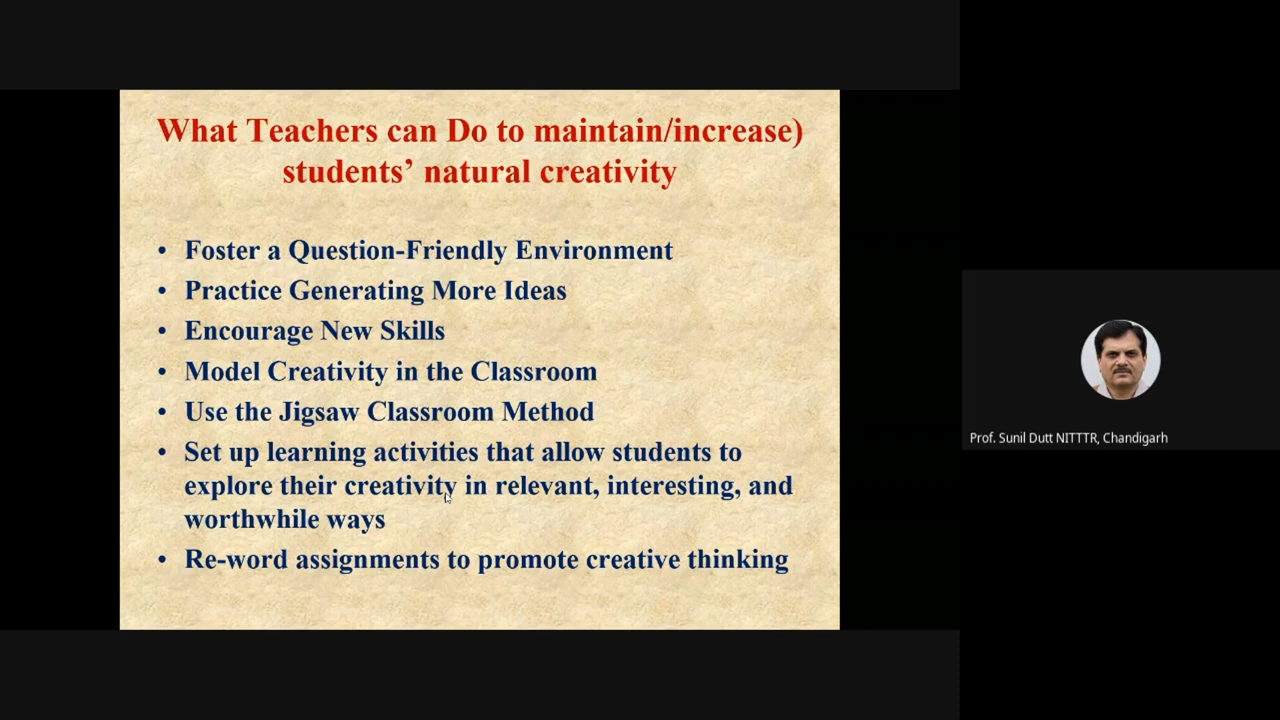 What Teachers can Do to maintain/increase)
students’ natural creativity
• Foster a Question-Friendly Environment
• Practice Generating More Ideas
• Encourage New Skills
• Model Creativity in the Classroom
• Use the Jigsaw Classroom Method
• Set up learning activities that allow students to
explore their creativity in relevant, interesting, and
worthwhile ways
• Re-word assignments to promote creative thinking
Prof. Sunil Dutt NITTTR, Chandigarh